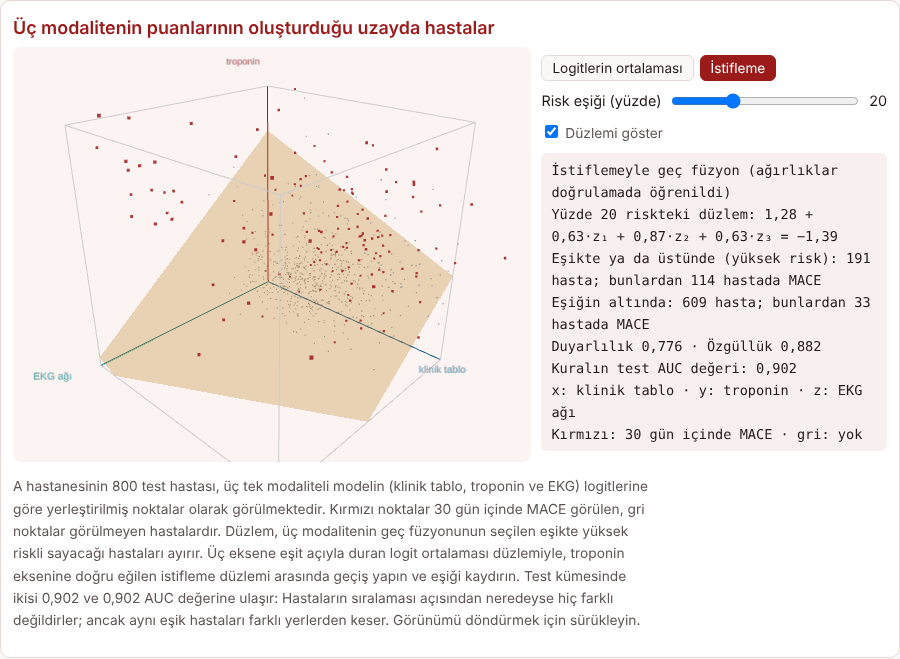 Üç modalitenin puanlarının oluşturduğu uzayda hastalar
troponin
EKG ağı
klinik tablo
Logitlerin ortalaması
İstifleme
Risk eşiği (yüzde)
20
Düzlemi göster
İstiflemeyle geç füzyon (ağırlıklar
doğrulamada öğrenildi)
Yüzde 20 riskteki düzlem: 1,28 +
0,63·z₁ + 0,87·z₂ + 0,63·z₃ = −1,39
Eşikte ya da üstünde (yüksek risk): 191
hasta; bunlardan 114 hastada MACE
Eşiğin altında: 609 hasta; bunlardan 33
hastada MACE
Duyarlılık 0,776 · Özgüllük 0,882
Kuralın test AUC değeri: 0,902
x: klinik tablo · y: troponin · z: EKG
ağı
Kırmızı: 30 gün içinde MACE · gri: yok
A hastanesinin 800 test hastası, üç tek modaliteli modelin (klinik tablo, troponin ve EKG) logitlerine
göre yerleştirilmiş noktalar olarak görülmektedir. Kırmızı noktalar 30 gün içinde MACE görülen, gri
noktalar görülmeyen hastalardır. Düzlem, üç modalitenin geç füzyonunun seçilen eşikte yüksek
riskli sayacağı hastaları ayırır. Üç eksene eşit açıyla duran logit ortalaması düzlemiyle, troponin
eksenine doğru eğilen istifleme düzlemi arasında geçiş yapın ve eşiği kaydırın. Test kümesinde
ikisi 0,902 ve 0,902 AUC değerine ulaşır: Hastaların sıralaması açısından neredeyse hiç farklı
değildirler; ancak aynı eşik hastaları farklı yerlerden keser. Görünümü döndürmek için sürükleyin.